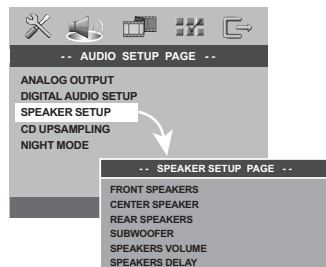 -- AUDIO SETUP PAGE --
ANALOG OUTPUT
DIGITAL AUDIO SETUP
SPEAKER SETUP
CD UPSAMPLING
NIGHT MODE
-- SPEAKER SETUP PAGE --
FRONT SPEAKERS
CENTER SPEAKER
REAR SPEAKERS
SUBWOOFER
SPEAKERS VOLUME
SPEAKERS DELAY